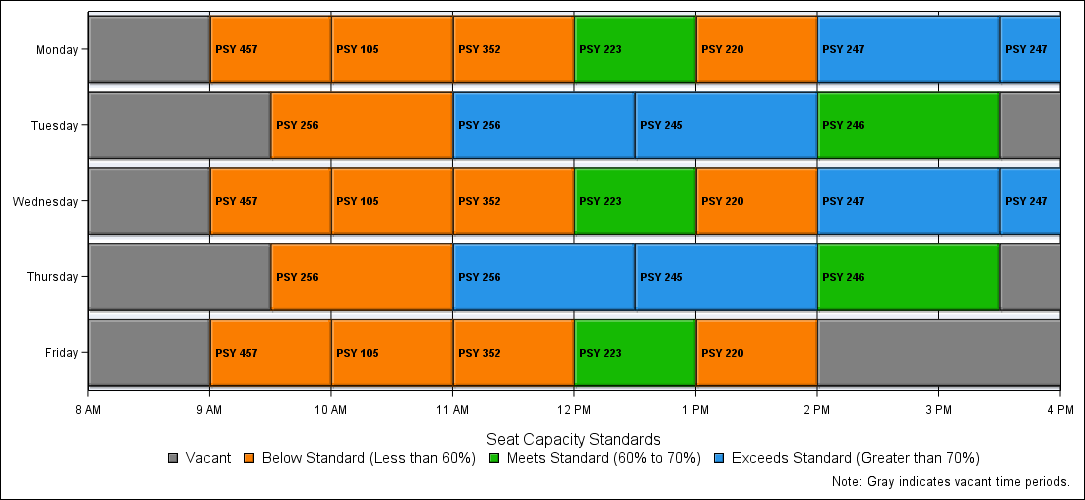 Monday PSY 457 PSY 105 PSY 352 PSY 223 PSY 220 PSY 247 PSY 247
Tuesday PSY 256 PSY 256 PSY 245 PSY 246
Wednesday PSY 457 PSY 105 PSY 352 PSY 223 PSY 220 PSY 247 PSY 247
Thursday PSY 256 PSY 256 PSY 245 PSY 246
Friday PSY 457 PSY 105 PSY 352 PSY 223 PSY 220
8 AM 9 AM 10 AM 11 AM 12 PM 1 PM 2 PM 3 PM 4 PM
Seat Capacity Standards
Vacant Below Standard (Less than 60%) Meets Standard (60% to 70%) Exceeds Standard (Greater than 70%)
Note: Gray indicates vacant time periods.